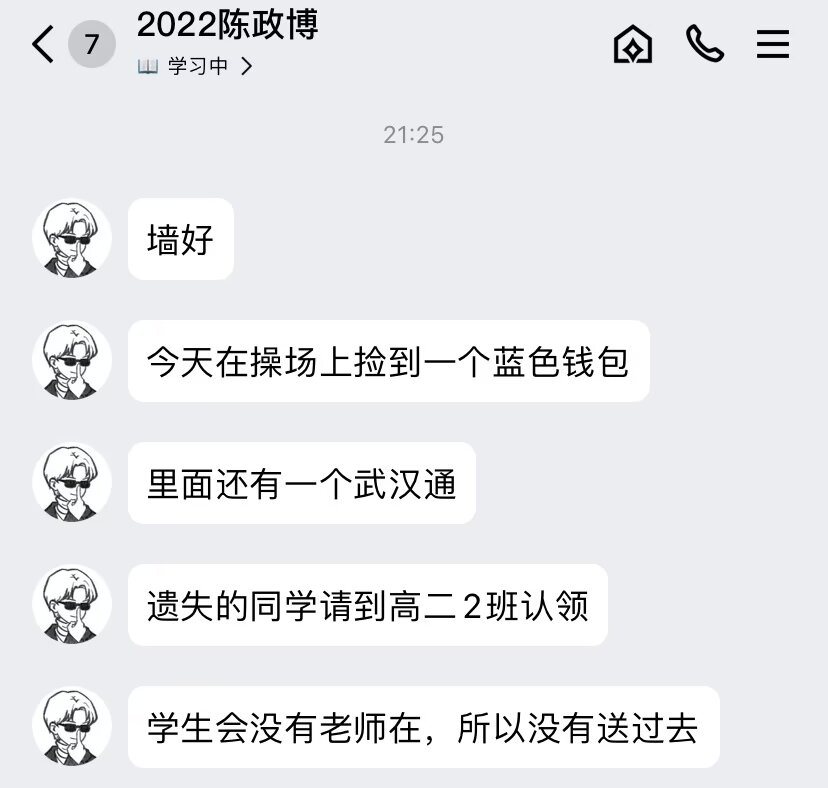 7
2022陈政博
📖 学习中
21:25
墙好
今天在操场上捡到一个蓝色钱包
里面还有一个武汉通
遗失的同学请到高二2班认领
学生会没有老师在，所以没有送过去